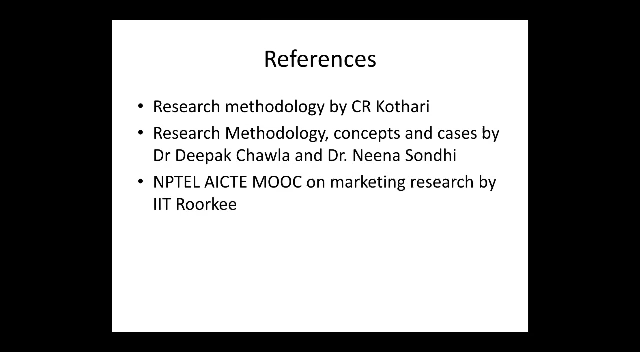 References
• Research methodology by CR Kothari
• Research Methodology, concepts and cases by
Dr Deepak Chawla and Dr. Neena Sondhi
• NPTEL AICTE MOOC on marketing research by
IIT Roorkee